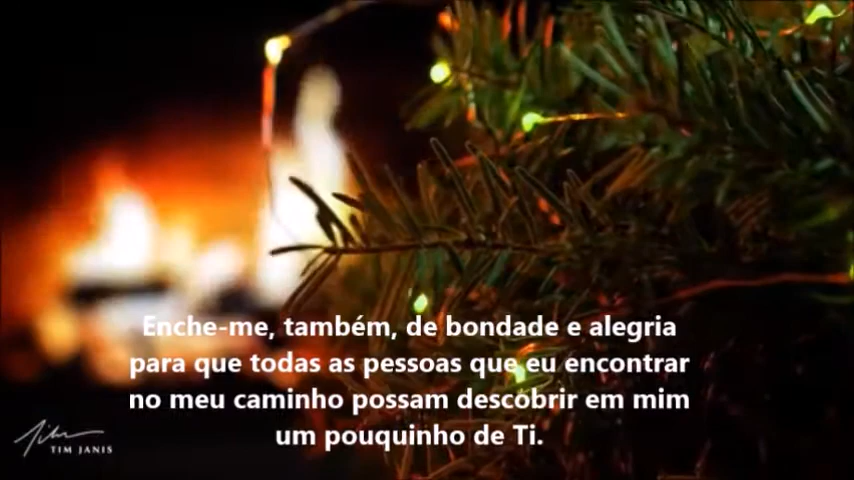 Enche-me, também, de bondade e alegria
para que todas as pessoas que eu encontrar
no meu caminho possam descobrir em mim
um pouquinho de Ti.
TIM JANIS